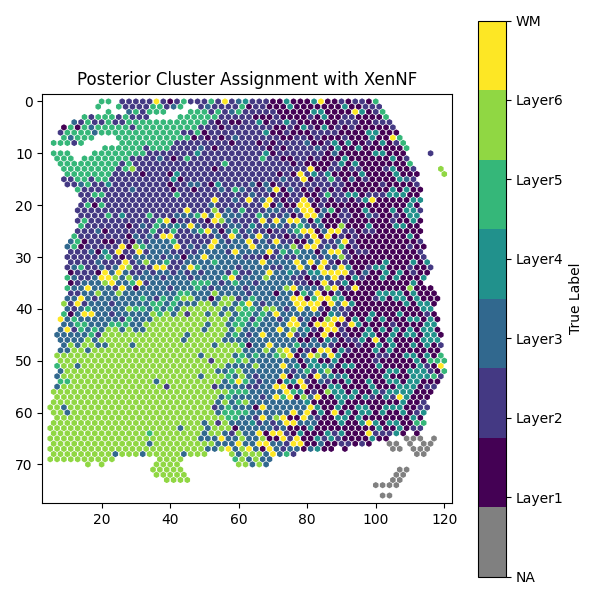 Posterior Cluster Assignment with XenNF
0
10
20
30
40
50
60
70
20
40
60
80
100
120
WM
Layer6
Layer5
Layer4
Layer3
Layer2
Layer1
NA
True Label